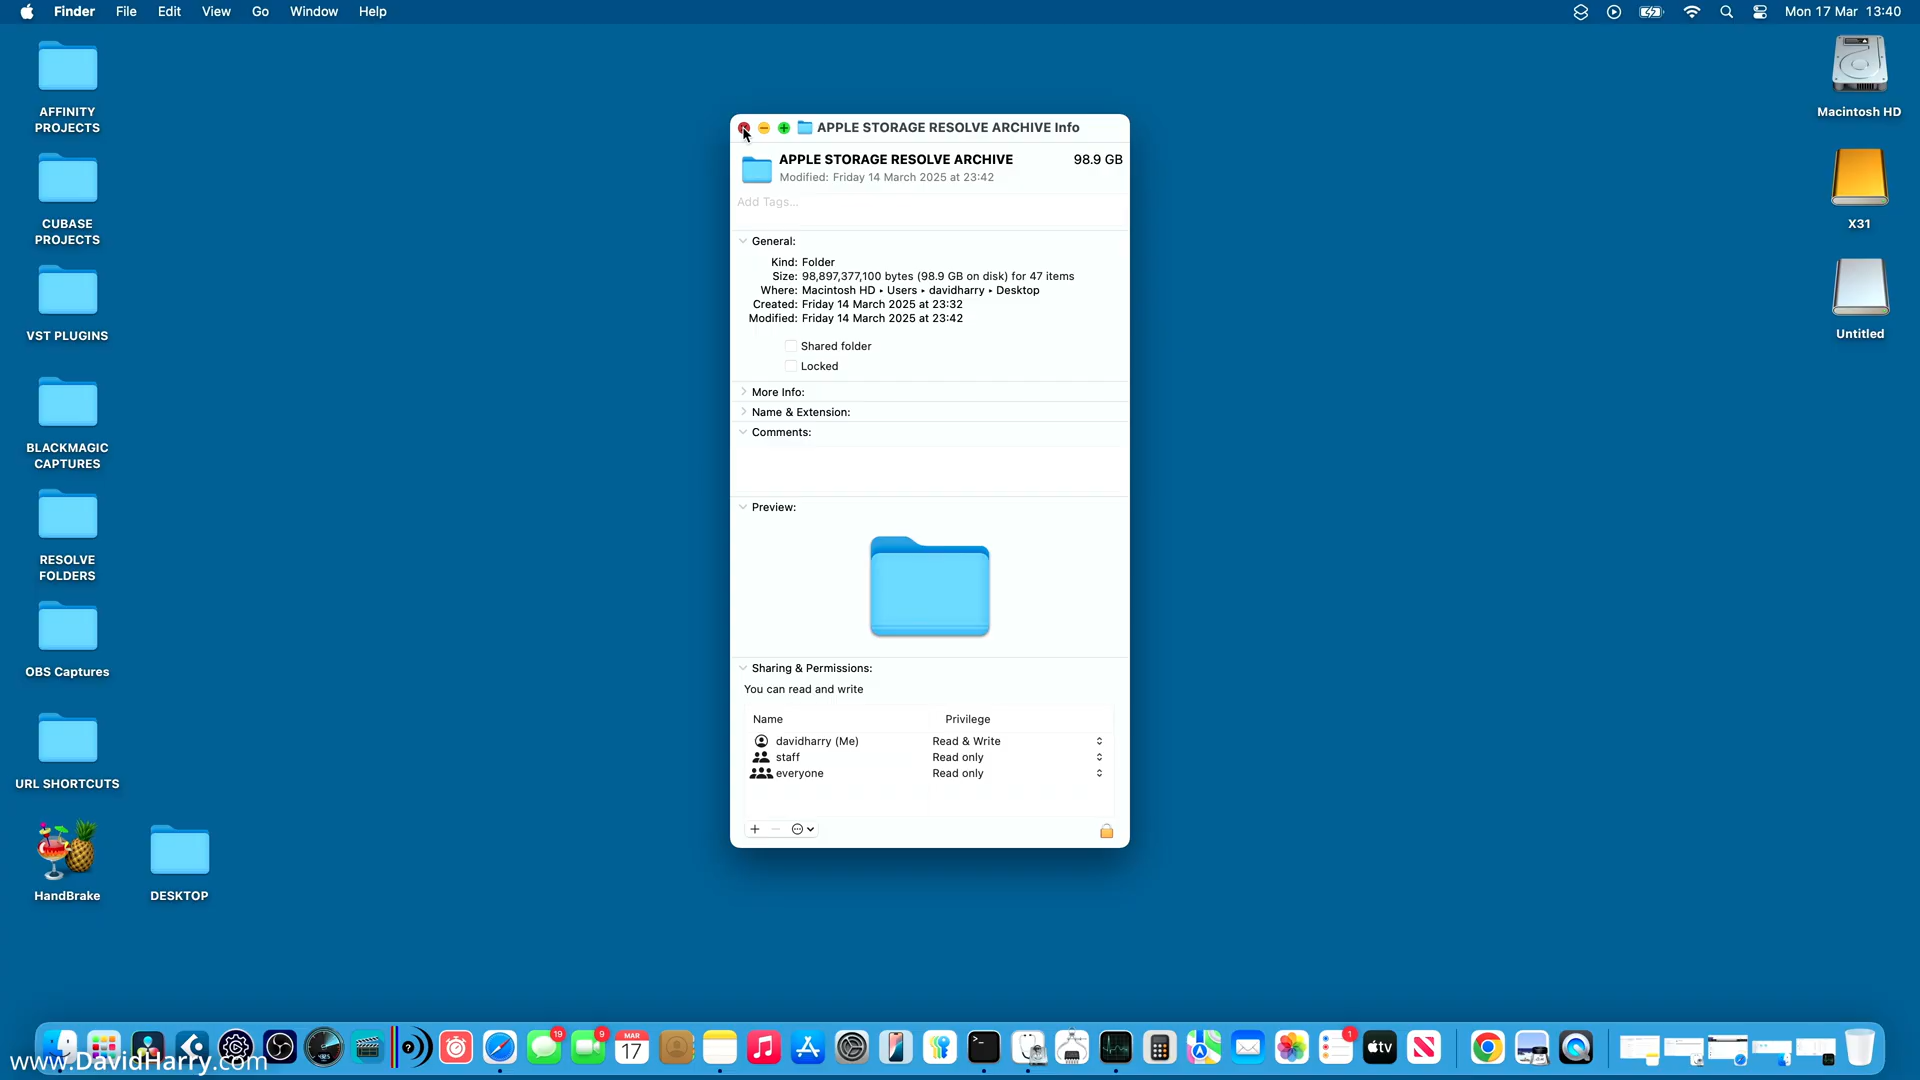 Finder File Edit View Go Window Help
Mon 17 Mar 13:40
AFFINITY
PROJECTS
CUBASE
PROJECTS
VST PLUGINS
BLACKMAGIC
CAPTURES
RESOLVE
FOLDERS
OBS Captures
URL SHORTCUTS
HandBrake
DESKTOP
APPLE STORAGE RESOLVE ARCHIVE Info
APPLE STORAGE RESOLVE ARCHIVE 98.9 GB
Modified: Friday 14 March 2025 at 23:42
Add Tags...
General:
Kind: Folder
Size: 98,897,377,100 bytes (98.9 GB on disk) for 47 items
Where: Macintosh HD ▸ Users ▸ davidharry ▸ Desktop
Created: Friday 14 March 2025 at 23:32
Modified: Friday 14 March 2025 at 23:42
Shared folder
Locked
More Info:
Name & Extension:
Comments:
Preview:
Sharing & Permissions:
You can read and write
Name Privilege
davidharry (Me) Read & Write
staff Read only
everyone Read only
Macintosh HD
X31
Untitled
19
9
MAR
17
1
tv
www.DavidHarry.com